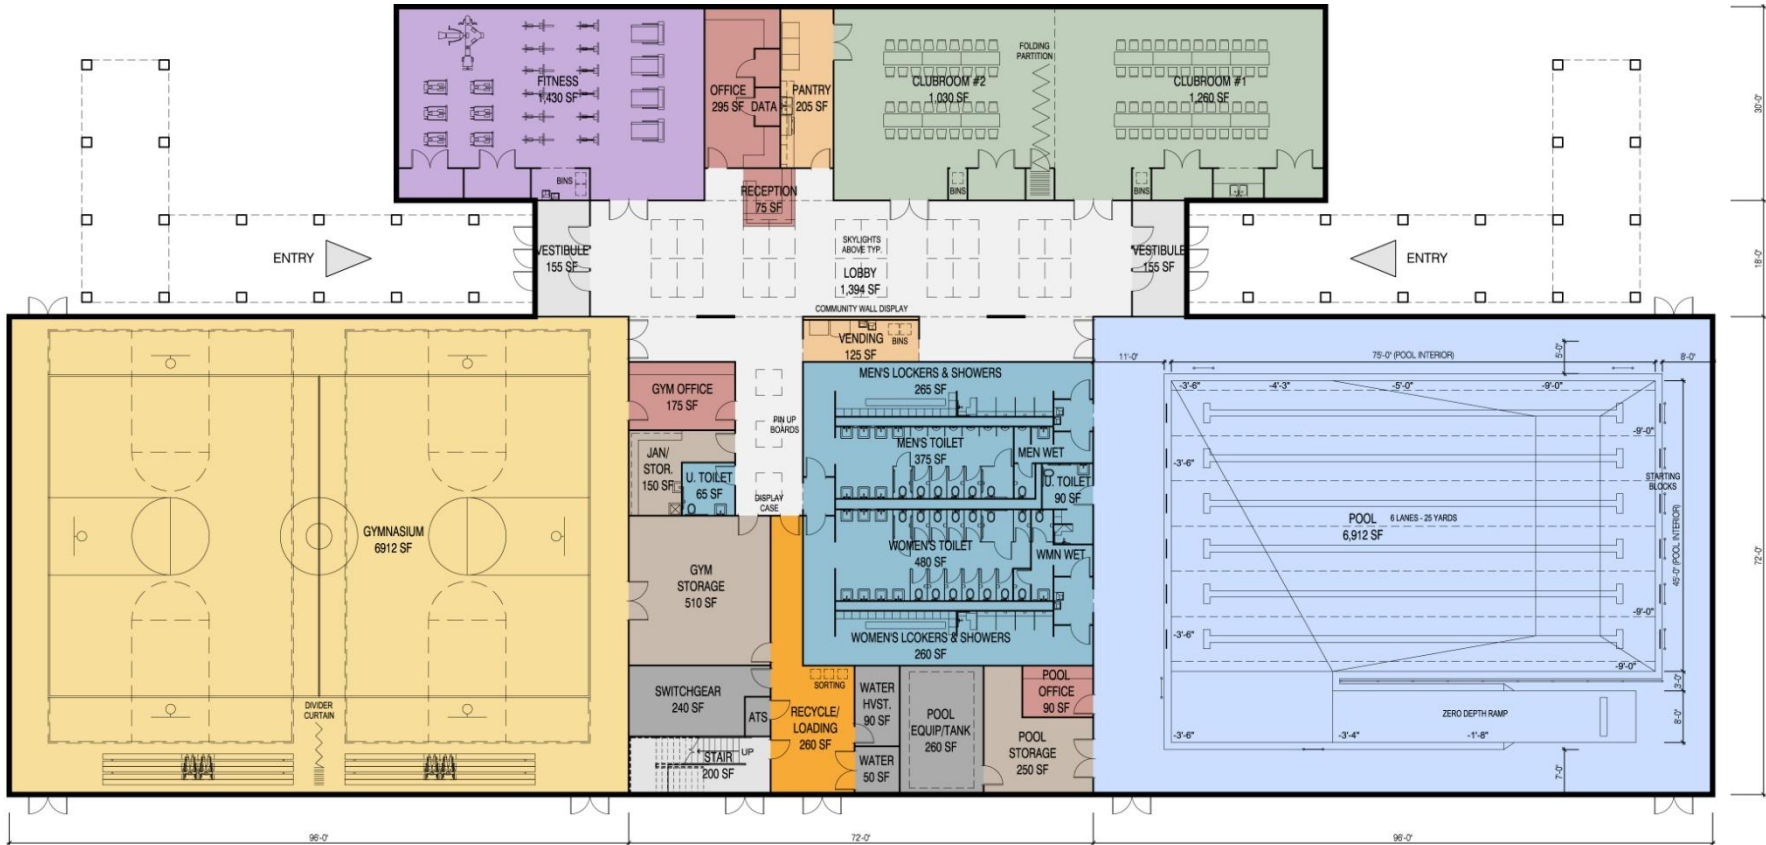 FITNESS
1,430 SF
BINS
OFFICE
295 SF
DATA
PANTRY
205 SF
CLUBROOM #2
1,030 SF
FOLDING
PARTITION
CLUBROOM #1
1,260 SF
BINS
BINS
30'-0"
RECEPTION
75 SF
ENTRY
VESTIBULE
155 SF
SKYLIGHTS
ABOVE TYP.
LOBBY
1,394 SF
COMMUNITY WALL DISPLAY
VESTIBULE
155 SF
ENTRY
18'-0"
VENDING
125 SF
BINS
GYM OFFICE
175 SF
PIN UP
BOARDS
JAN/
STOR.
150 SF
U. TOILET
65 SF
DISPLAY
CASE
MEN'S LOCKERS & SHOWERS
265 SF
MEN'S TOILET
375 SF
MEN WET
U. TOILET
90 SF
WOMEN'S TOILET
480 SF
WMN WET
WOMEN'S LCOKERS & SHOWERS
260 SF
GYMNASIUM
6912 SF
DIVIDER
CURTAIN
GYM
STORAGE
510 SF
SWITCHGEAR
240 SF
ATS
UP
STAIR
200 SF
SORTING
RECYCLE/
LOADING
260 SF
WATER
HVST.
90 SF
WATER
50 SF
POOL
EQUIP/TANK
260 SF
POOL
OFFICE
90 SF
POOL
STORAGE
250 SF
11'-0"
75'-0" (POOL INTERIOR)
5'-0"
8'-0"
-3'-6"
-4'-3"
-5'-0"
-9'-0"
-9'-0"
-3'-6"
STARTING
BLOCKS
POOL
6 LANES - 25 YARDS
6,912 SF
45'-0" (POOL INTERIOR)
72'-0"
-9'-0"
-3'-6"
-9'-0"
3'-0"
ZERO DEPTH RAMP
8'-0"
-3'-6"
-3'-4"
-1'-8"
7'-0"
96'-0"
72'-0"
96'-0"